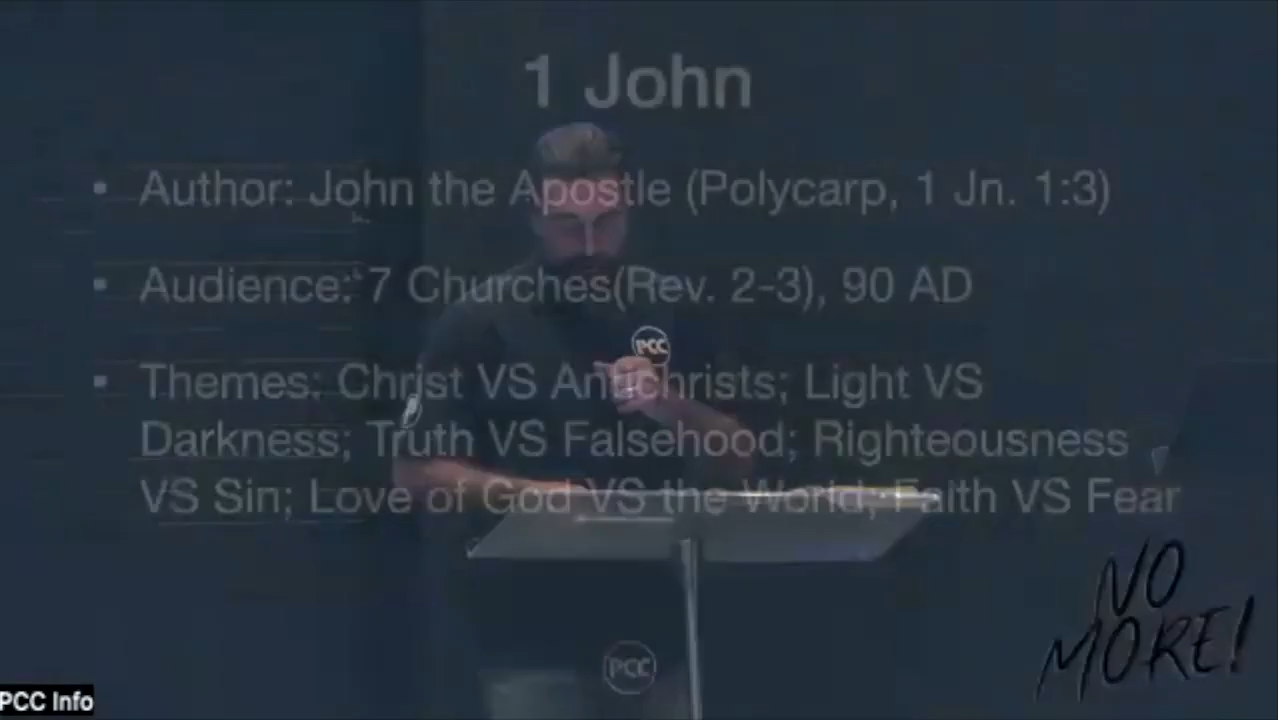 1 John
▪ Author: John the Apostle (Polycarp, 1 Jn. 1:3)
▪ Audience: 7 Churches(Rev. 2-3), 90 AD
▪ Themes: Christ VS Antichrists; Light VS
Darkness; Truth VS Falsehood; Righteousness
VS Sin; Love of God VS the World; Faith VS Fear
PCC
NO
MORE!
PCC
PCC Info